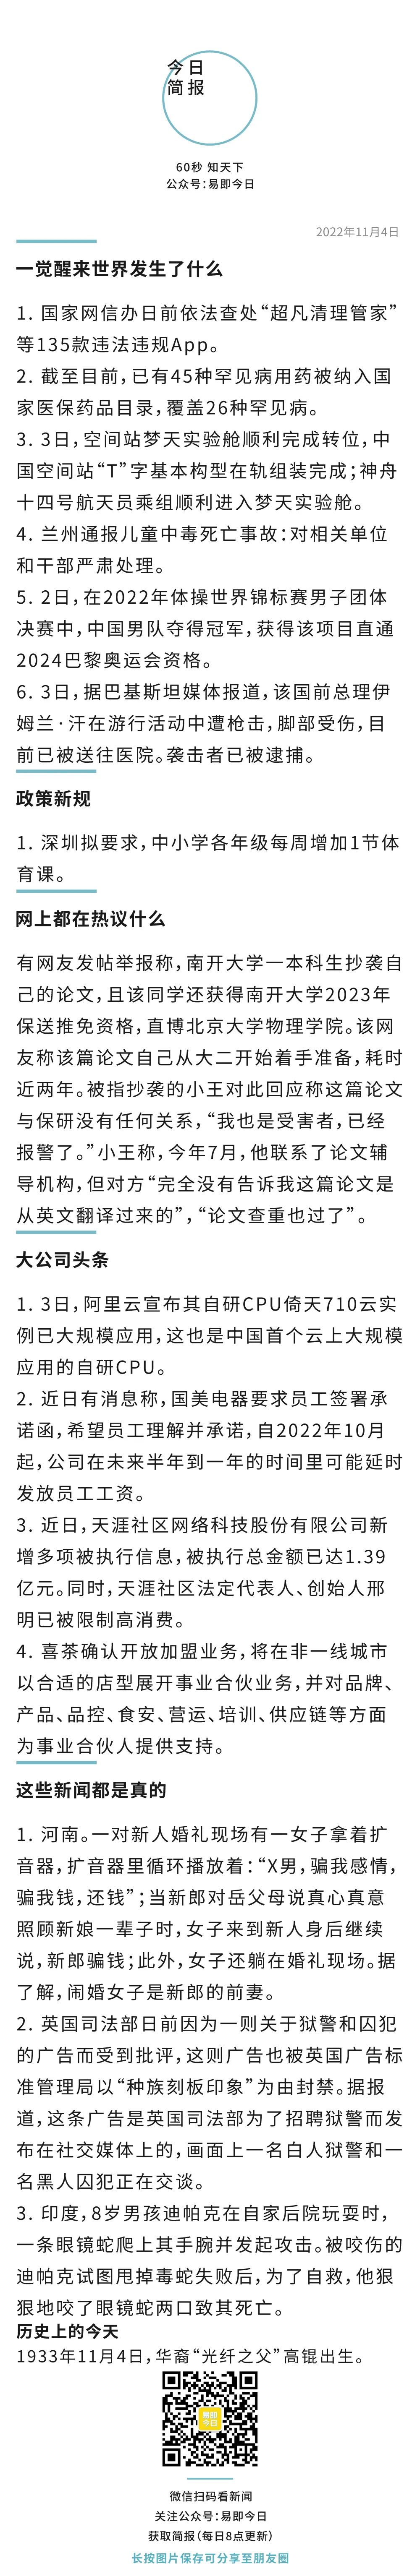 今日
简报
60秒 知天下
公众号：易即今日
2022年11月4日
一觉醒来世界发生了什么
1. 国家网信办日前依法查处“超凡清理管家”
等135款违法违规App。
2. 截至目前，已有45种罕见病用药被纳入国
家医保药品目录，覆盖26种罕见病。
3. 3日，空间站梦天实验舱顺利完成转位，中
国空间站“T”字基本构型在轨组装完成；神舟
十四号航天员乘组顺利进入梦天实验舱。
4. 兰州通报儿童中毒死亡事故：对相关单位
和干部严肃处理。
5. 2日，在2022年体操世界锦标赛男子团体
决赛中，中国男队夺得冠军，获得该项目直通
2024巴黎奥运会资格。
6. 3日，据巴基斯坦媒体报道，该国前总理伊
姆兰·汗在游行活动中遭枪击，脚部受伤，目
前已被送往医院。袭击者已被逮捕。
政策新规
1. 深圳拟要求，中小学各年级每周增加1节体
育课。
网上都在热议什么
有网友发帖举报称，南开大学一本科生抄袭自
己的论文，且该同学还获得南开大学2023年
保送推免资格，直博北京大学物理学院。该网
友称该篇论文自己从大二开始着手准备，耗时
近两年。被指抄袭的小王对此回应称这篇论文
与保研没有任何关系，“我也是受害者，已经
报警了。”小王称，今年7月，他联系了论文辅
导机构，但对方“完全没有告诉我这篇论文是
从英文翻译过来的”，“论文查重也过了”。
大公司头条
1. 3日，阿里云宣布其自研CPU倚天710云实
例已大规模应用，这也是中国首个云上大规模
应用的自研CPU。
2. 近日有消息称，国美电器要求员工签署承
诺函，希望员工理解并承诺，自2022年10月
起，公司在未来半年到一年的时间里可能延时
发放员工工资。
3. 近日，天涯社区网络科技股份有限公司新
增多项被执行信息，被执行总金额已达1.39
亿元。同时，天涯社区法定代表人、创始人邢
明已被限制高消费。
4. 喜茶确认开放加盟业务，将在非一线城市
以合适的店型展开事业合伙业务，并对品牌、
产品、品控、食安、营运、培训、供应链等方面
为事业合伙人提供支持。
这些新闻都是真的
1. 河南。一对新人婚礼现场有一女子拿着扩
音器，扩音器里循环播放着：“X男，骗我感情，
骗我钱，还钱”；当新郎对岳父母说真心真意
照顾新娘一辈子时，女子来到新人身后继续
说，新郎骗钱；此外，女子还躺在婚礼现场。据
了解，闹婚女子是新郎的前妻。
2. 英国司法部日前因为一则关于狱警和囚犯
的广告而受到批评，这则广告也被英国广告标
准管理局以“种族刻板印象”为由封禁。据报
道，这条广告是英国司法部为了招聘狱警而发
布在社交媒体上的，画面上一名白人狱警和一
名黑人囚犯正在交谈。
3. 印度，8岁男孩迪帕克在自家后院玩耍时，
一条眼镜蛇爬上其手腕并发起攻击。被咬伤的
迪帕克试图甩掉毒蛇失败后，为了自救，他狠
狠地咬了眼镜蛇两口致其死亡。
历史上的今天
1933年11月4日，华裔“光纤之父”高锟出生。
易即
今日
微信扫码看新闻
关注公众号：易即今日
获取简报（每日8点更新）
长按图片保存可分享至朋友圈